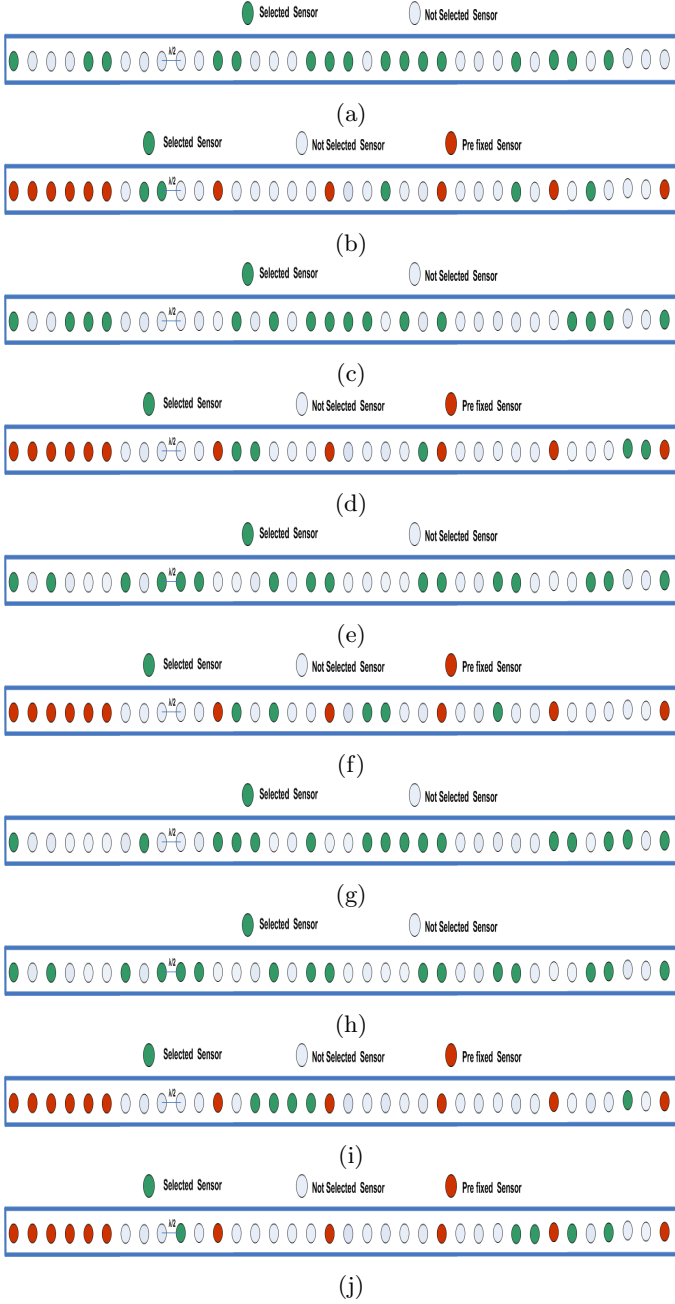 Selected Sensor Not Selected Sensor
λ/2
(a)
Selected Sensor Not Selected Sensor Pre fixed Sensor
λ/2
(b)
Selected Sensor Not Selected Sensor
λ/2
(c)
Selected Sensor Not Selected Sensor Pre fixed Sensor
λ/2
(d)
Selected Sensor Not Selected Sensor
λ/2
(e)
Selected Sensor Not Selected Sensor Pre fixed Sensor
λ/2
(f)
Selected Sensor Not Selected Sensor
λ/2
(g)
Selected Sensor Not Selected Sensor
λ/2
(h)
Selected Sensor Not Selected Sensor Pre fixed Sensor
λ/2
(i)
Selected Sensor Not Selected Sensor Pre fixed Sensor
λ/2
(j)